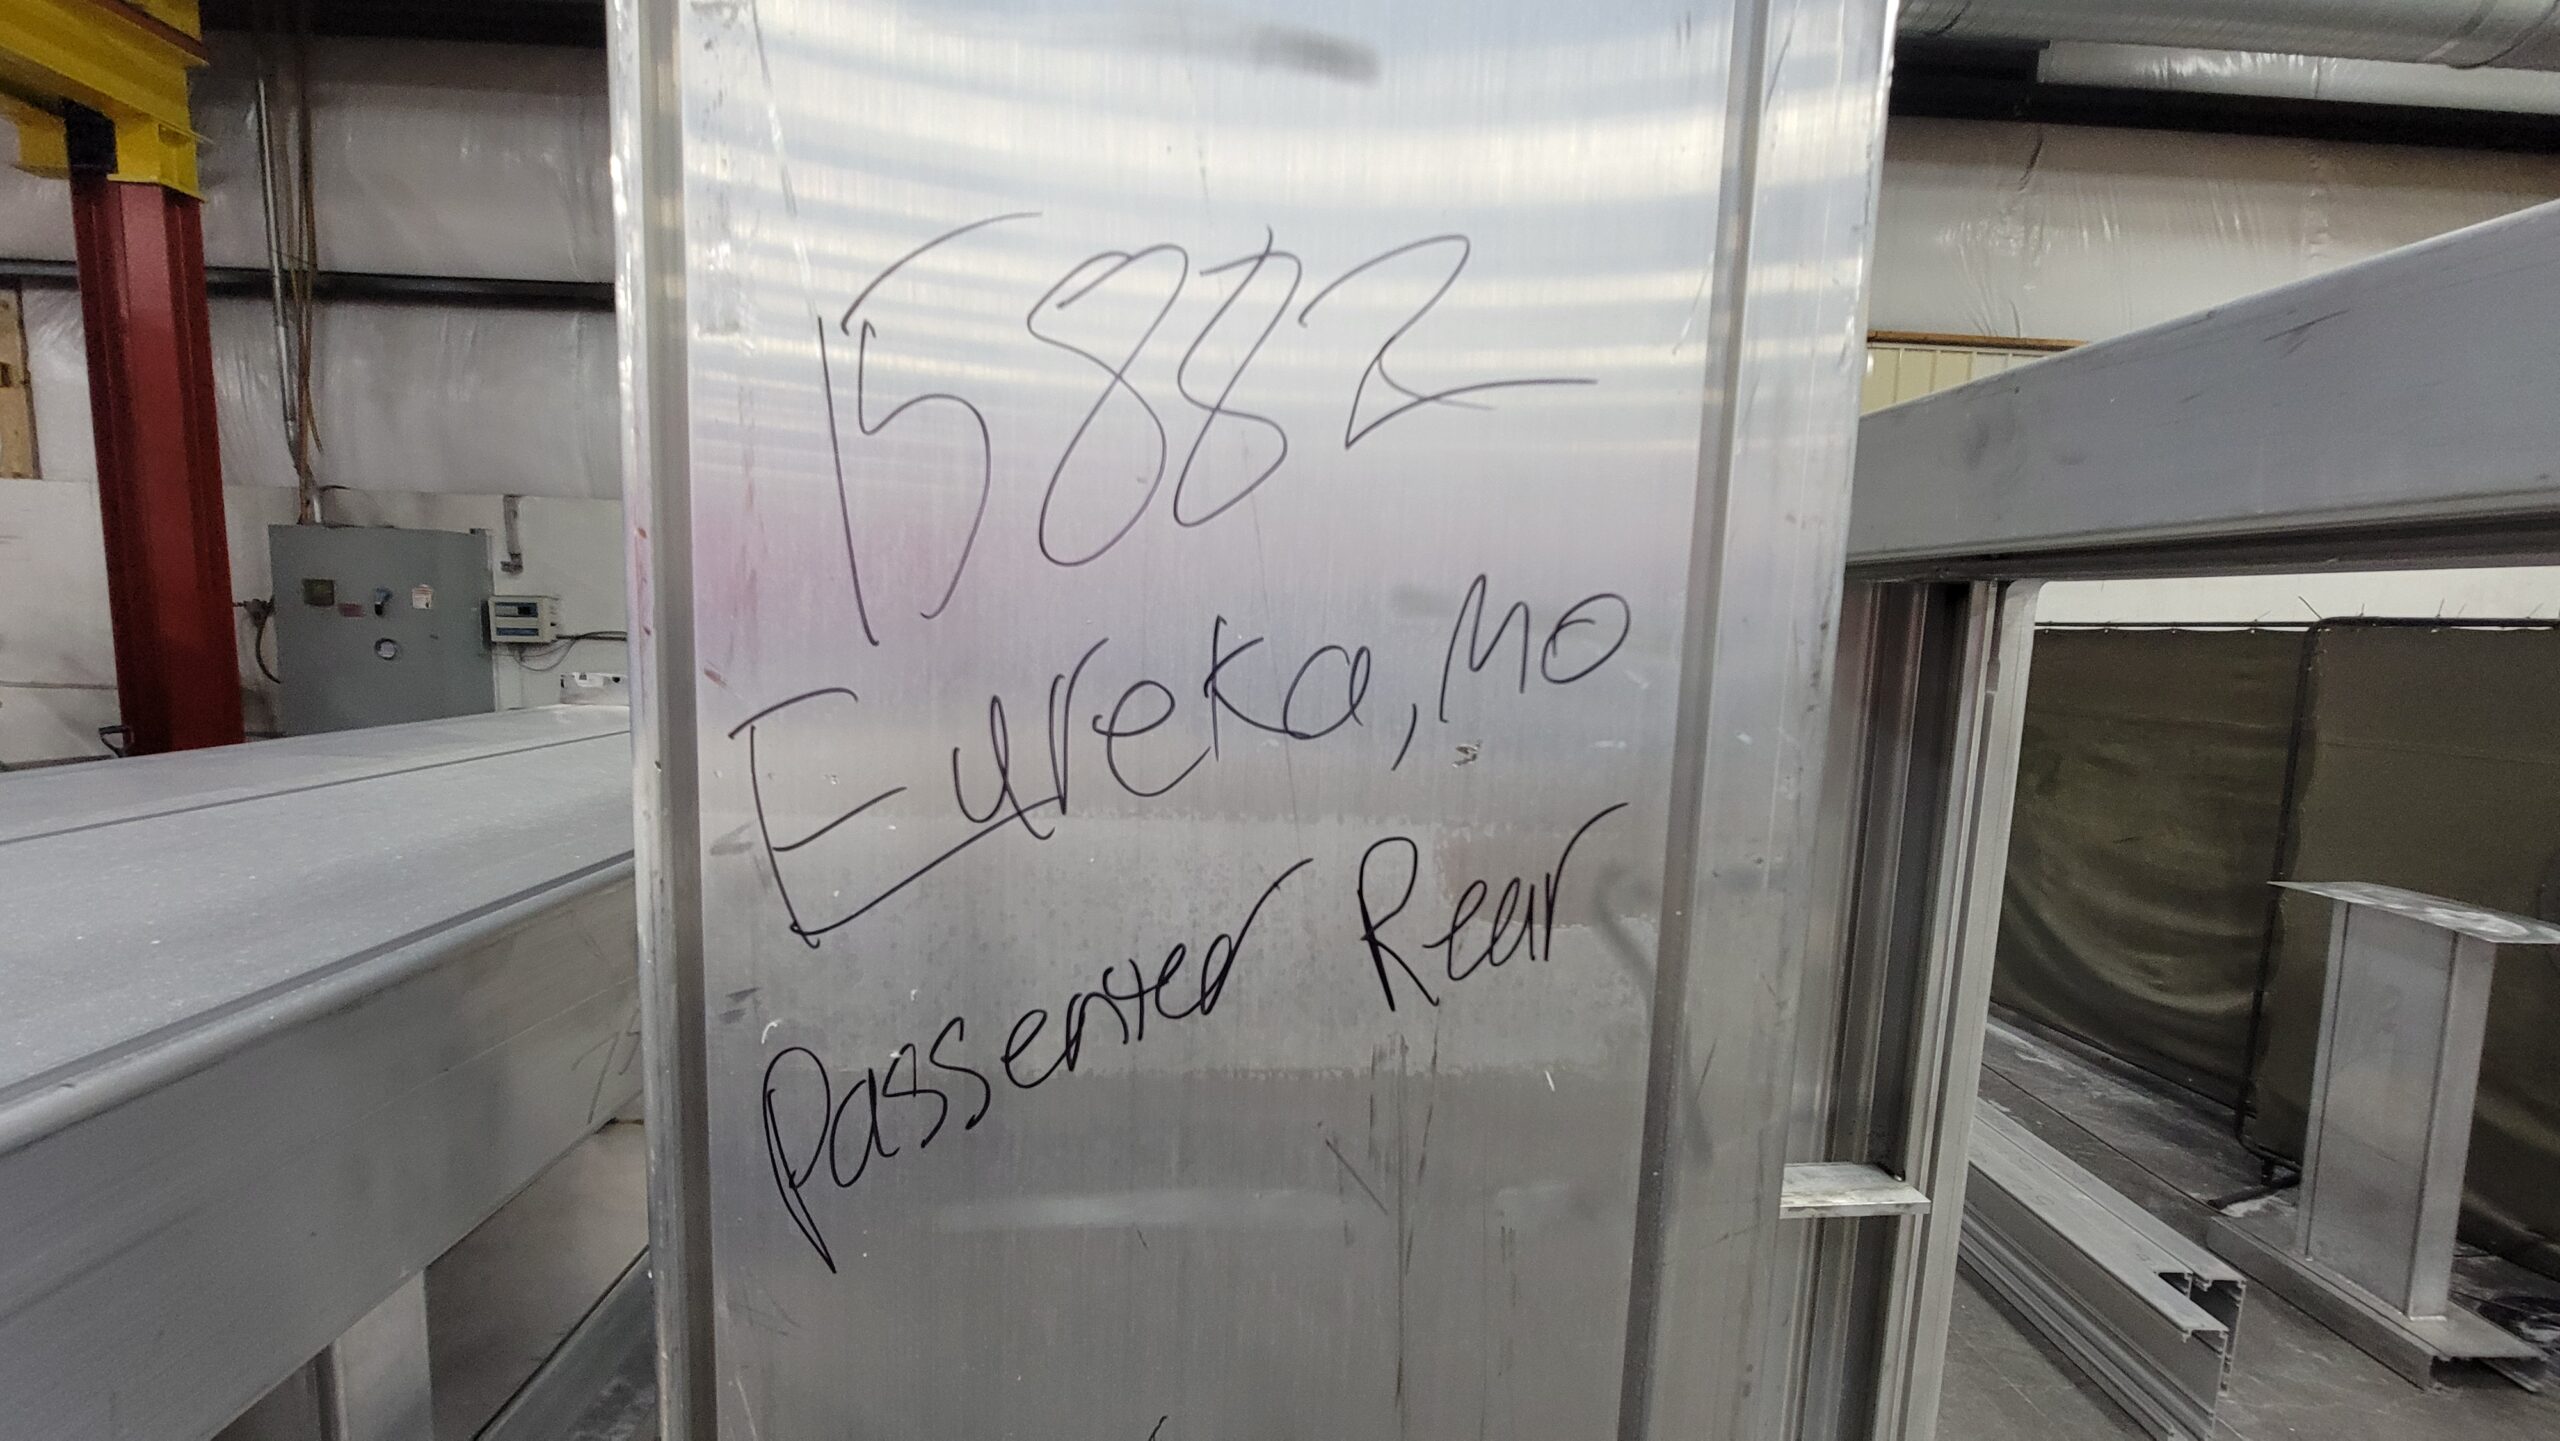 15882
Eureka, MO
Passenger Rear